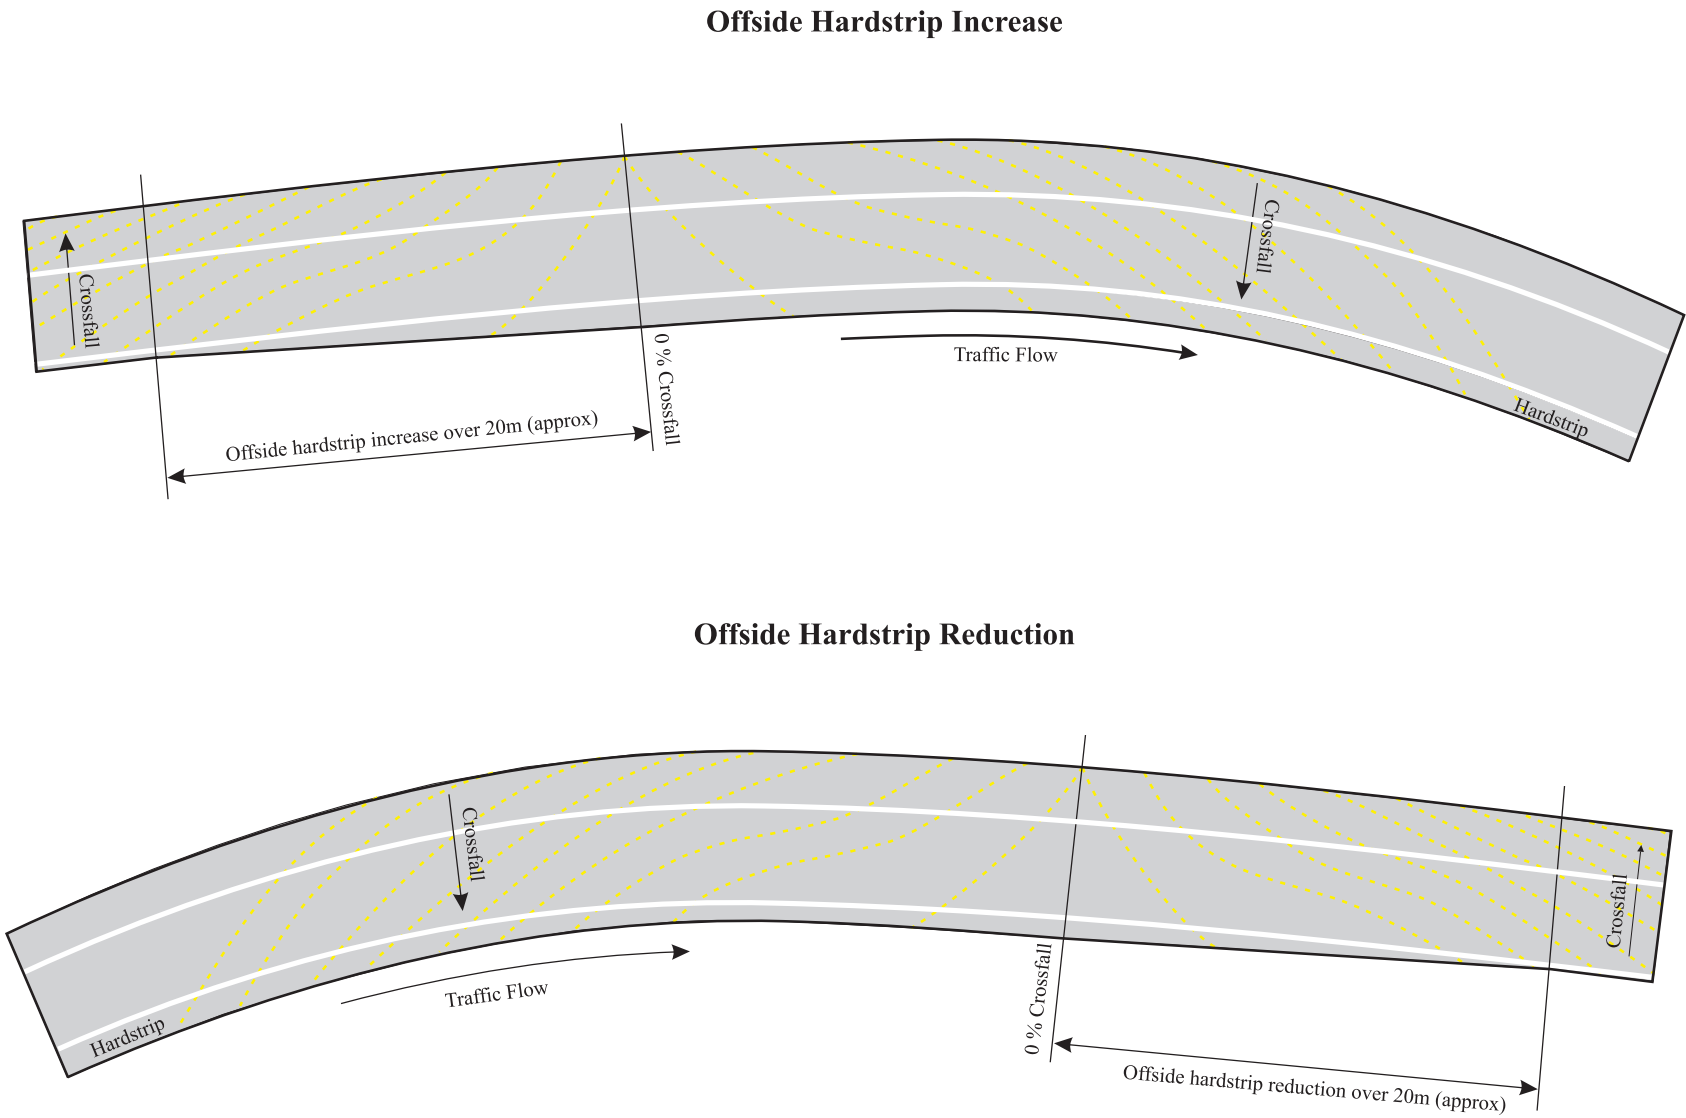 Offside Hardstrip Increase
Crossfall
Crossfall
0 % Crossfall
Traffic Flow
Hardstrip
Offside hardstrip increase over 20m (approx)
Offside Hardstrip Reduction
Crossfall
Crossfall
Traffic Flow
0 % Crossfall
Hardstrip
Offside hardstrip reduction over 20m (approx)